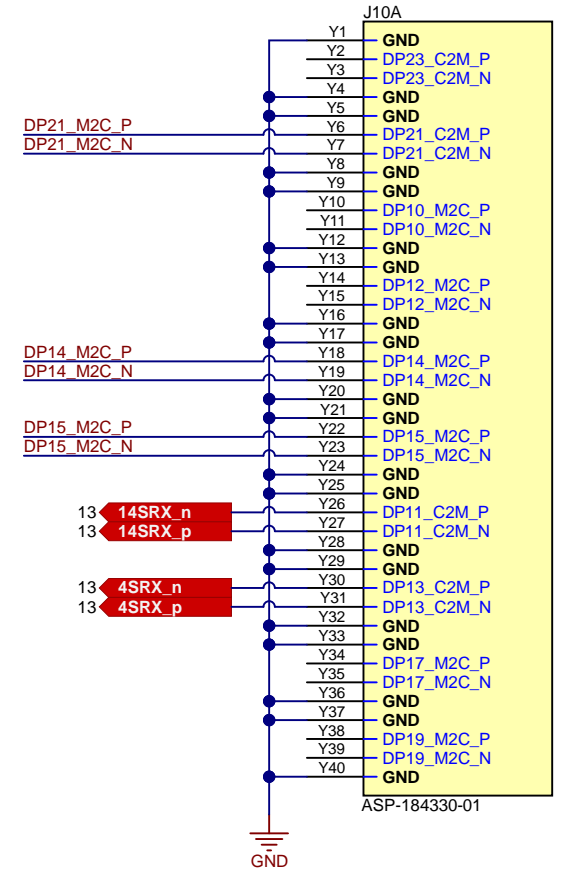 J10A
Y1 GND
Y2 DP23_C2M_P
Y3 DP23_C2M_N
Y4 GND
Y5 GND
DP21_M2C_P Y6 DP21_C2M_P
DP21_M2C_N Y7 DP21_C2M_N
Y8 GND
Y9 GND
Y10 DP10_M2C_P
Y11 DP10_M2C_N
Y12 GND
Y13 GND
Y14 DP12_M2C_P
Y15 DP12_M2C_N
Y16 GND
Y17 GND
DP14_M2C_P Y18 DP14_M2C_P
DP14_M2C_N Y19 DP14_M2C_N
Y20 GND
Y21 GND
DP15_M2C_P Y22 DP15_M2C_P
DP15_M2C_N Y23 DP15_M2C_N
Y24 GND
Y25 GND
13 14SRX_n Y26 DP11_C2M_P
13 14SRX_p Y27 DP11_C2M_N
Y28 GND
Y29 GND
13 4SRX_n Y30 DP13_C2M_P
13 4SRX_p Y31 DP13_C2M_N
Y32 GND
Y33 GND
Y34 DP17_M2C_P
Y35 DP17_M2C_N
Y36 GND
Y37 GND
Y38 DP19_M2C_P
Y39 DP19_M2C_N
Y40 GND
ASP-184330-01
GND